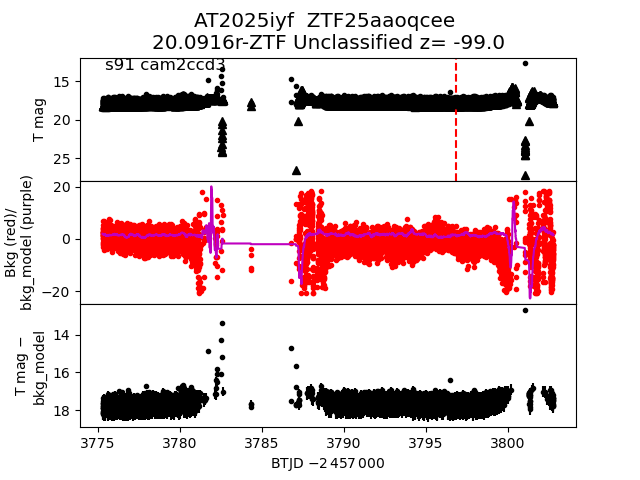 AT2025iyf  ZTF25aaoqcee
20.0916r-ZTF Unclassified z= -99.0
s91 cam2ccd3
T mag
15
20
25
Bkg (red)/
bkg_model (purple)
20
0
−20
T mag −
bkg_model
14
16
18
3775
3780
3785
3790
3795
3800
BTJD −2 457 000